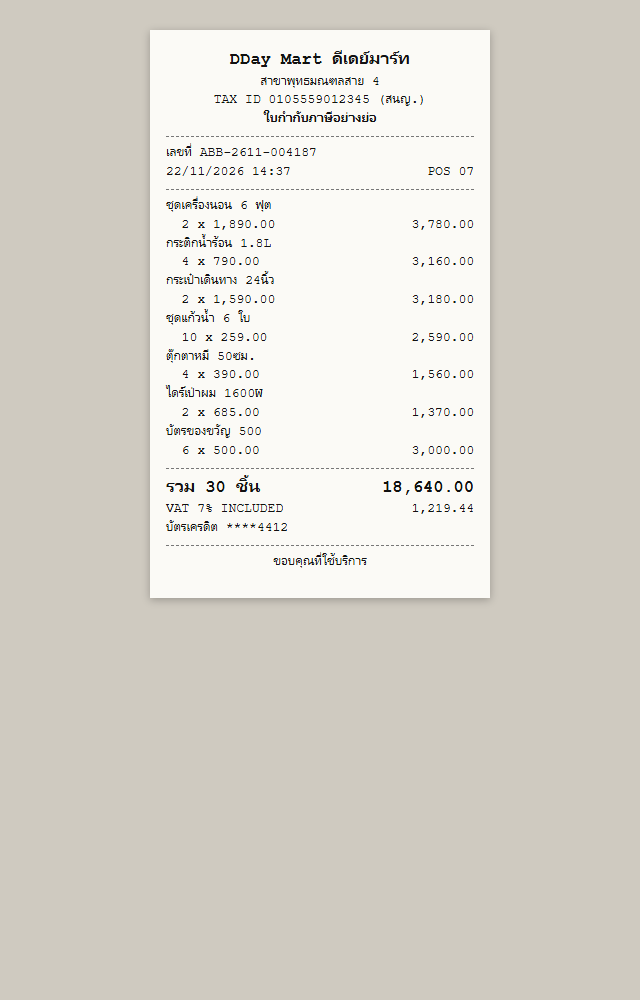 DDay Mart ดีเดย์มาร์ท
สาขาพุทธมณฑลสาย 4
TAX ID 0105559012345 (สนญ.)
ใบกำกับภาษีอย่างย่อ
เลขที่ ABB-2611-004187
22/11/2026 14:37 POS 07
ชุดเครื่องนอน 6 ฟุต
2 x 1,890.00 3,780.00
กระติกน้ำร้อน 1.8L
4 x 790.00 3,160.00
กระเป๋าเดินทาง 24นิ้ว
2 x 1,590.00 3,180.00
ชุดแก้วน้ำ 6 ใบ
10 x 259.00 2,590.00
ตุ๊กตาหมี 50ซม.
4 x 390.00 1,560.00
ไดร์เป่าผม 1600W
2 x 685.00 1,370.00
บัตรของขวัญ 500
6 x 500.00 3,000.00
รวม 30 ชิ้น 18,640.00
VAT 7% INCLUDED 1,219.44
บัตรเครดิต ****4412
ขอบคุณที่ใช้บริการ